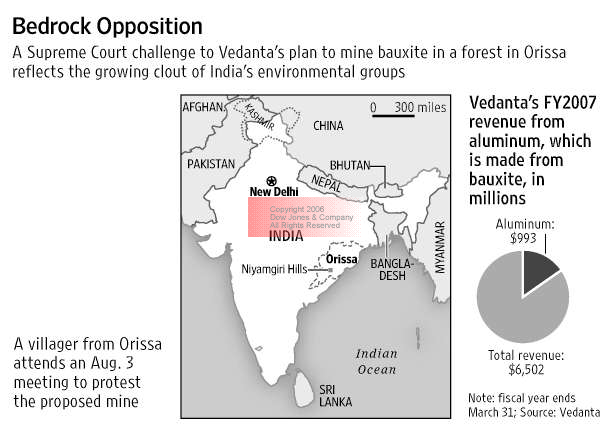 Bedrock Opposition
A Supreme Court challenge to Vedanta's plan to mine bauxite in a forest in Orissa
reflects the growing clout of India's environmental groups
AFGHAN.
KASHMIR
CHINA
0 300 miles
PAKISTAN
BHUTAN
NEPAL
New Delhi
Copyright 2006
Dow Jones & Company
All Rights Reserved
INDIA
Orissa
Niyamgiri Hills
BANGLA-
DESH
MYANMAR
Indian
Ocean
SRI
LANKA
A villager from Orissa
attends an Aug. 3
meeting to protest
the proposed mine
Vedanta's FY2007
revenue from
aluminum, which
is made from
bauxite, in
millions
Aluminum:
$993
Total revenue:
$6,502
Note: fiscal year ends
March 31; Source: Vedanta